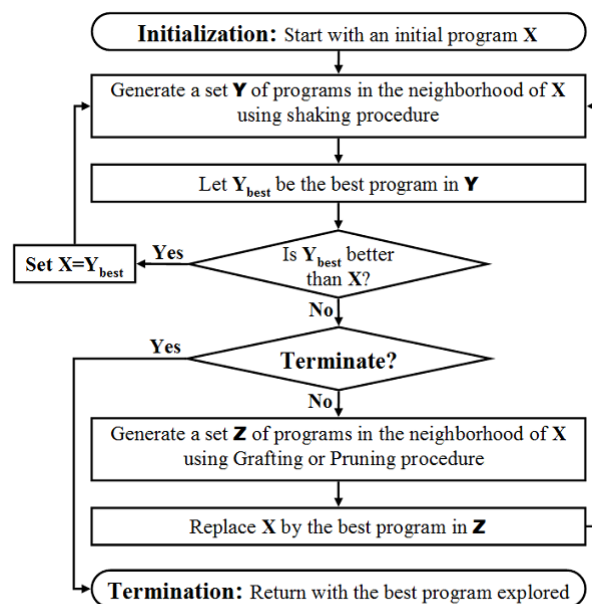 Initialization: Start with an initial program X
Generate a set Y of programs in the neighborhood of X
using shaking procedure
Let Y_best be the best program in Y
Is Y_best better
than X?
Yes
Set X=Y_best
No
Terminate?
Yes
No
Generate a set Z of programs in the neighborhood of X
using Grafting or Pruning procedure
Replace X by the best program in Z
Termination: Return with the best program explored